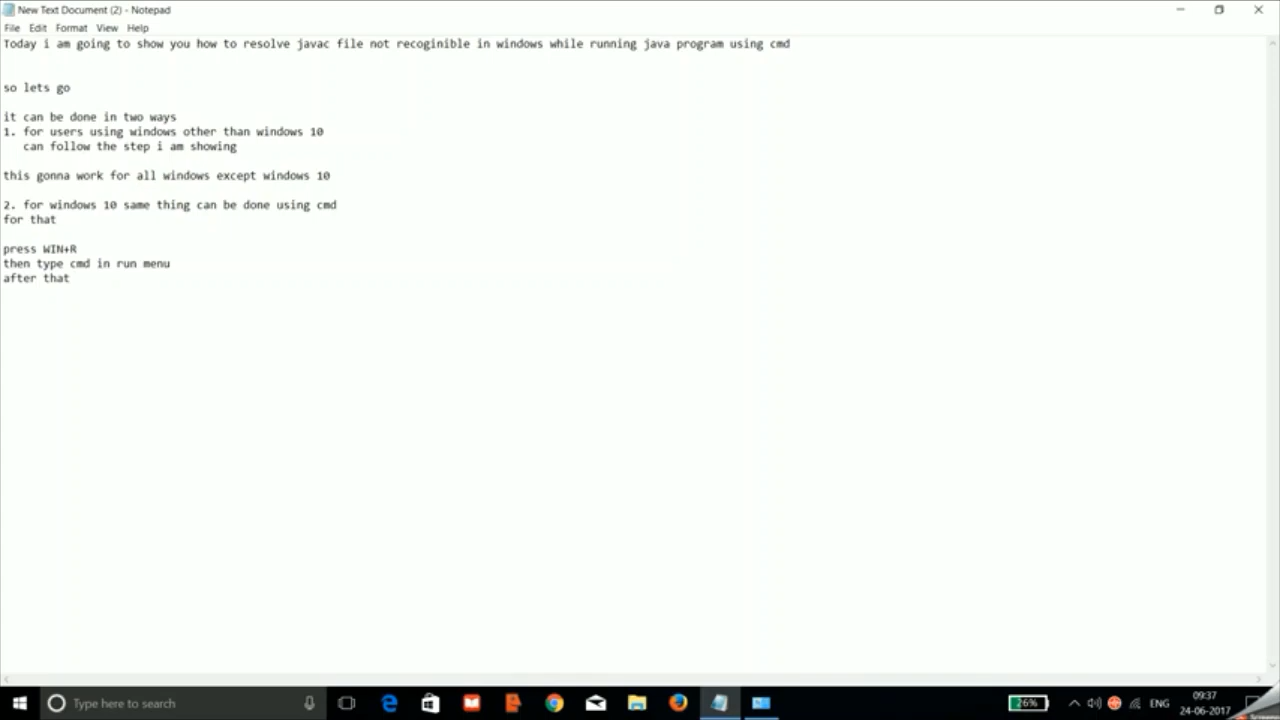 New Text Document (2) - Notepad
File Edit Format View Help
Today i am going to show you how to resolve javac file not recoginible in windows while running java program using cmd
so lets go
it can be done in two ways
1. for users using windows other than windows 10
can follow the step i am showing
this gonna work for all windows except windows 10
2. for windows 10 same thing can be done using cmd
for that
press WIN+R
then type cmd in run menu
after that
Type here to search
26%
ENG
09:37
24-06-2017